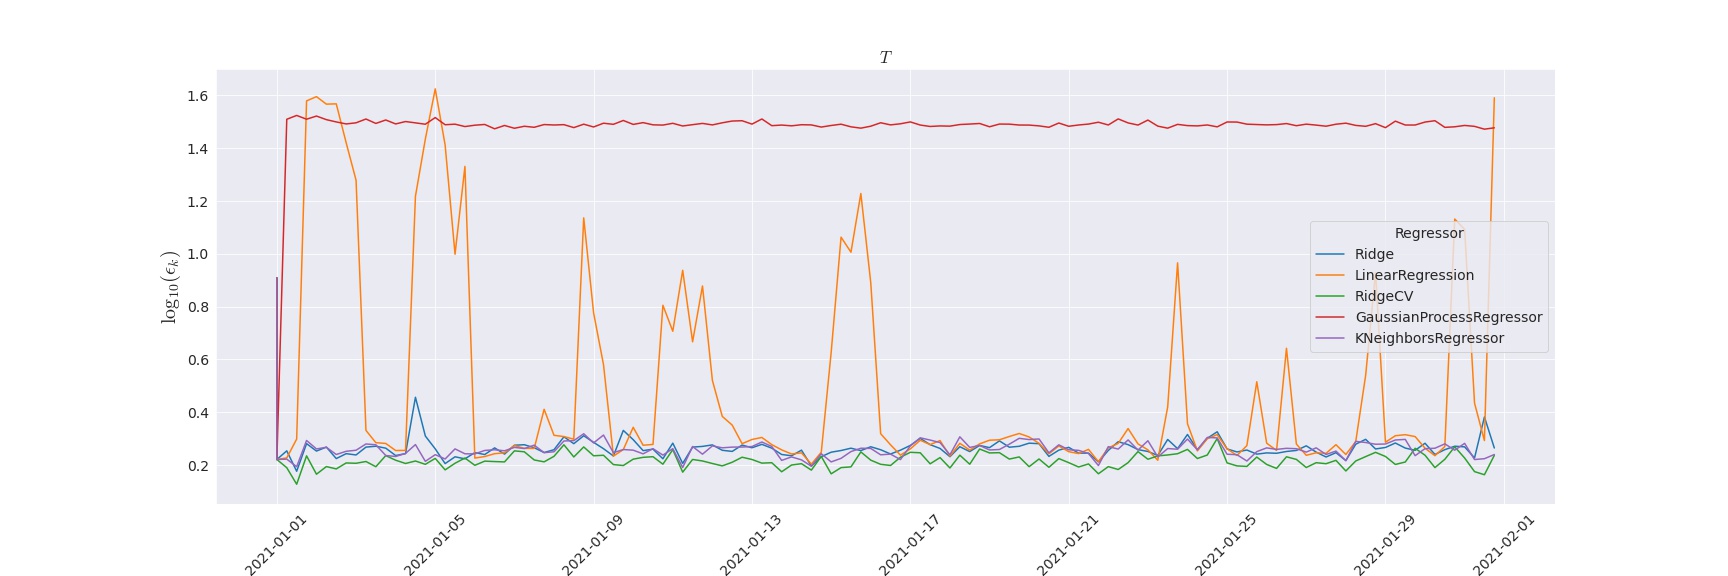 T
log₁₀(ϵₖ)
1.6
1.4
1.2
1.0
0.8
0.6
0.4
0.2
Regressor
Ridge
LinearRegression
RidgeCV
GaussianProcessRegressor
KNeighborsRegressor
2021-01-01
2021-01-05
2021-01-09
2021-01-13
2021-01-17
2021-01-21
2021-01-25
2021-01-29
2021-02-01